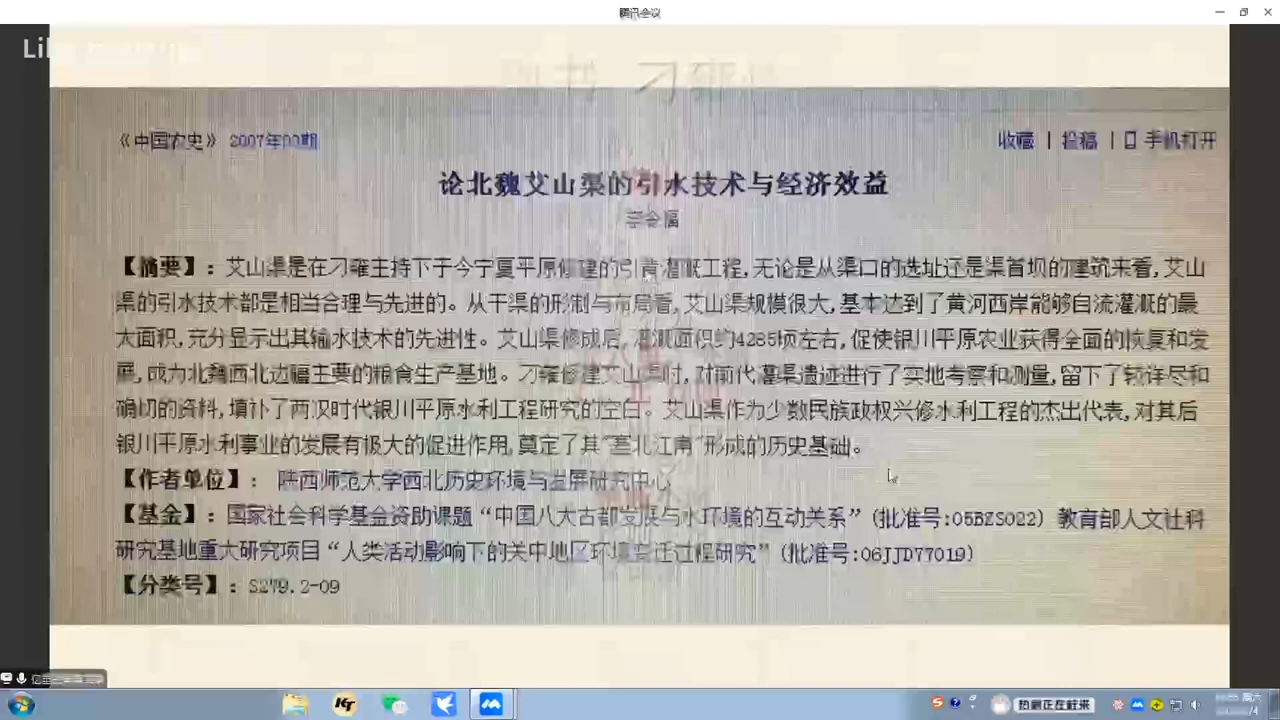 腾讯会议
《中国农史》 2007年03期
收藏 | 投稿 | 手机打开
论北魏艾山渠的引水技术与经济效益
李令福
【摘要】：艾山渠是在刁雍主持下于今宁夏平原修建的引黄灌溉工程,无论是从渠口的选址还是渠首坝的建筑来看,艾山
渠的引水技术都是相当合理与先进的。从干渠的形制与布局看,艾山渠规模很大,基本达到了黄河西岸能够自流灌溉的最
大面积,充分显示出其输水技术的先进性。艾山渠修成后,灌溉面积约4285顷左右,促使银川平原农业获得全面的恢复和发
展,成为北魏西北边疆主要的粮食生产基地。刁雍修建艾山渠时,对前代灌渠遗迹进行了实地考察和测量,留下了较详尽和
确切的资料,填补了两汉时代银川平原水利工程研究的空白。艾山渠作为少数民族政权兴修水利工程的杰出代表,对其后
银川平原水利事业的发展有极大的促进作用,奠定了其"塞北江南"形成的历史基础。
【作者单位】： 陕西师范大学西北历史环境与发展研究中心
【基金】：国家社会科学基金资助课题“中国八大古都发展与水环境的互动关系”(批准号:05BZS022) 教育部人文社科
研究基地重大研究项目“人类活动影响下的关中地区环境变迁过程研究”(批准号:06JJD77019)
【分类号】：S279.2-09
热剧正在赶来